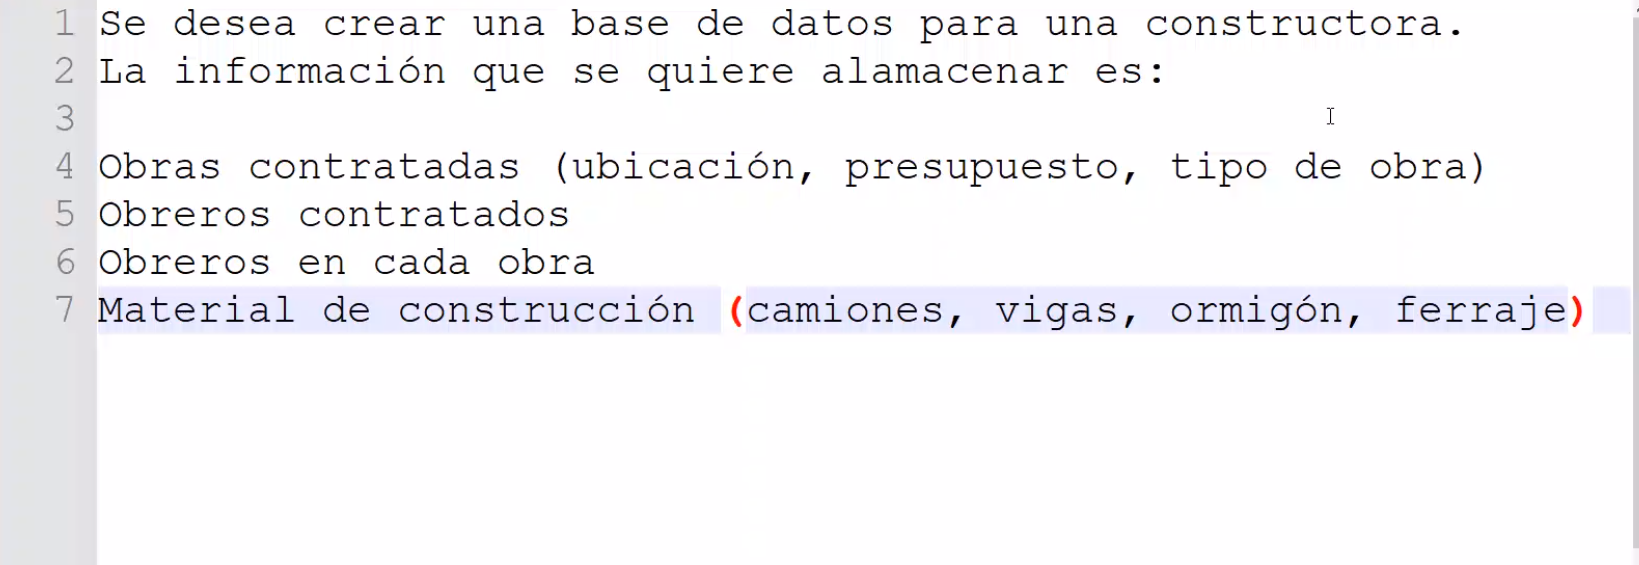 1 Se desea crear una base de datos para una constructora.
2 La información que se quiere alamacenar es:
3
4 Obras contratadas (ubicación, presupuesto, tipo de obra)
5 Obreros contratados
6 Obreros en cada obra
7 Material de construcción (camiones, vigas, ormigón, ferraje)